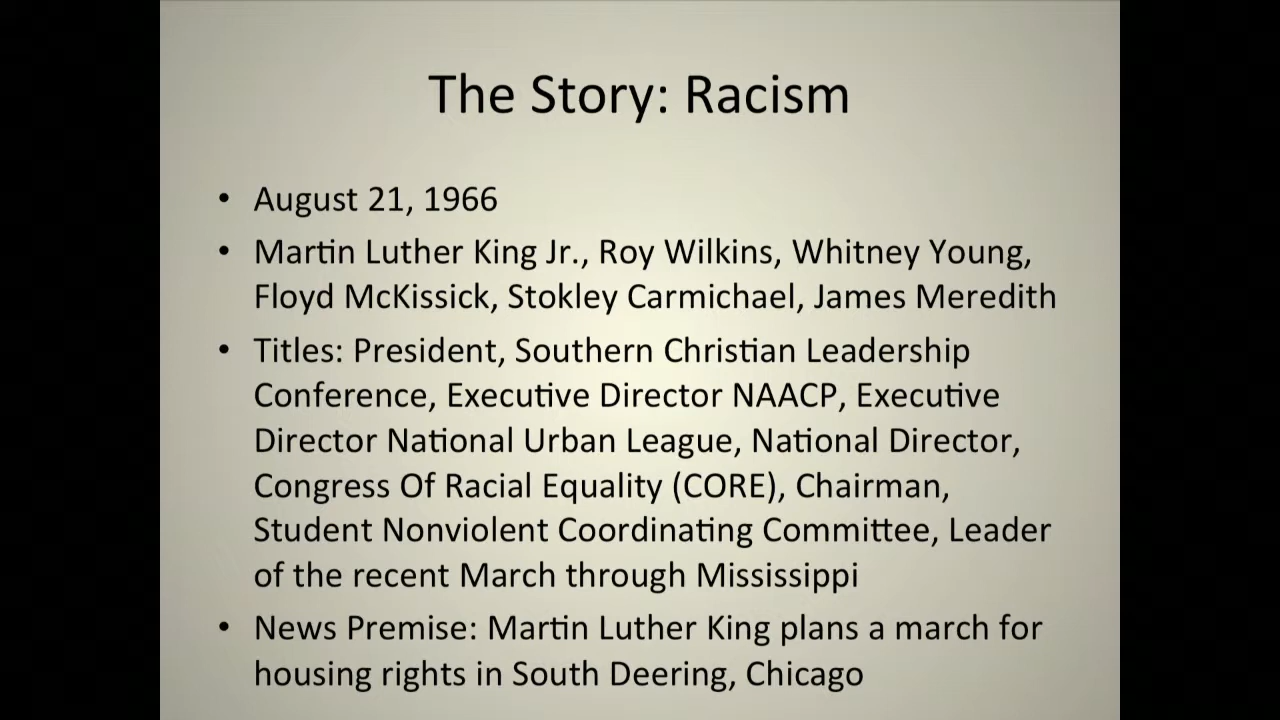 The Story: Racism
• August 21, 1966
• Martin Luther King Jr., Roy Wilkins, Whitney Young,
Floyd McKissick, Stokley Carmichael, James Meredith
• Titles: President, Southern Christian Leadership
Conference, Executive Director NAACP, Executive
Director National Urban League, National Director,
Congress Of Racial Equality (CORE), Chairman,
Student Nonviolent Coordinating Committee, Leader
of the recent March through Mississippi
• News Premise: Martin Luther King plans a march for
housing rights in South Deering, Chicago